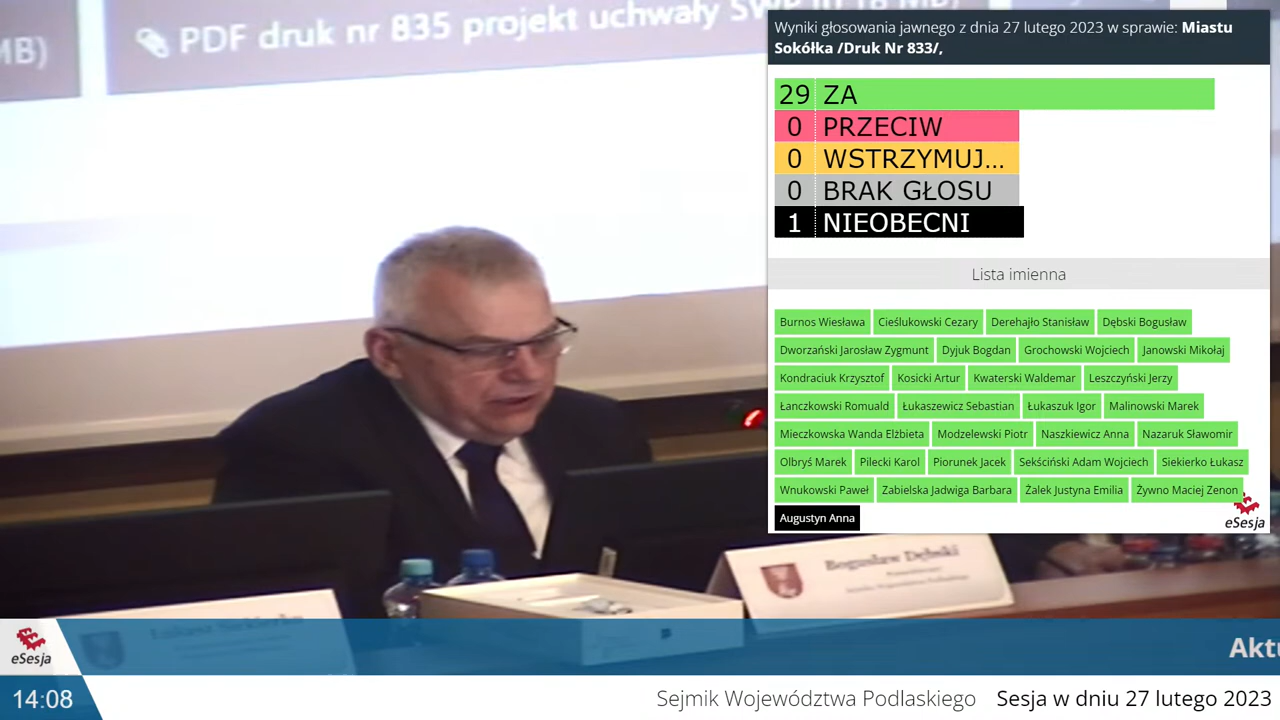 MB)
PDF druk nr 835 projekt uchwały SWP (0.18 MB)
Wyniki głosowania jawnego z dnia 27 lutego 2023 w sprawie: Miastu
Sokółka /Druk Nr 833/,
29 ZA
0 PRZECIW
0 WSTRZYMUJ...
0 BRAK GŁOSU
1 NIEOBECNI
Lista imienna
Burnos Wiesława Cieślukowski Cezary Derehajło Stanisław Dębski Bogusław
Dworzański Jarosław Zygmunt Dyjuk Bogdan Grochowski Wojciech Janowski Mikołaj
Kondraciuk Krzysztof Kosicki Artur Kwaterski Waldemar Leszczyński Jerzy
Łanczkowski Romuald Łukaszewicz Sebastian Łukaszuk Igor Malinowski Marek
Mieczkowska Wanda Elżbieta Modzelewski Piotr Naszkiewicz Anna Nazaruk Sławomir
Olbryś Marek Pilecki Karol Piorunek Jacek Sekściński Adam Wojciech Siekierko Łukasz
Wnukowski Paweł Zabielska Jadwiga Barbara Żalek Justyna Emilia Żywno Maciej Zenon
Augustyn Anna
eSesja
Bogusław Dębski
eSesja
Aktu
14:08
Sejmik Województwa Podlaskiego Sesja w dniu 27 lutego 2023